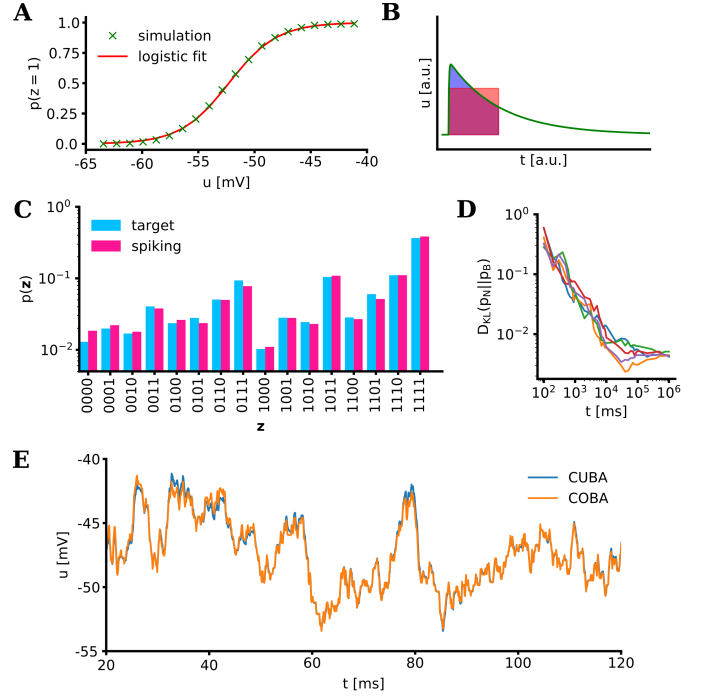 A
1.0
0.75
0.5
0.25
0.0
p(z = 1)
simulation
logistic fit
-65
-60
-55
-50
-45
-40
u [mV]
B
u [a.u.]
t [a.u.]
C
10⁰
10⁻¹
10⁻²
p(z)
target
spiking
0000
0001
0010
0011
0100
0101
0110
0111
1000
1001
1010
1011
1100
1101
1110
1111
z
D
10⁰
10⁻¹
10⁻²
D_KL(p_N||p_B)
10²
10³
10⁴
10⁵
10⁶
t [ms]
E
-40
-45
-50
-55
u [mV]
CUBA
COBA
20
40
60
80
100
120
t [ms]